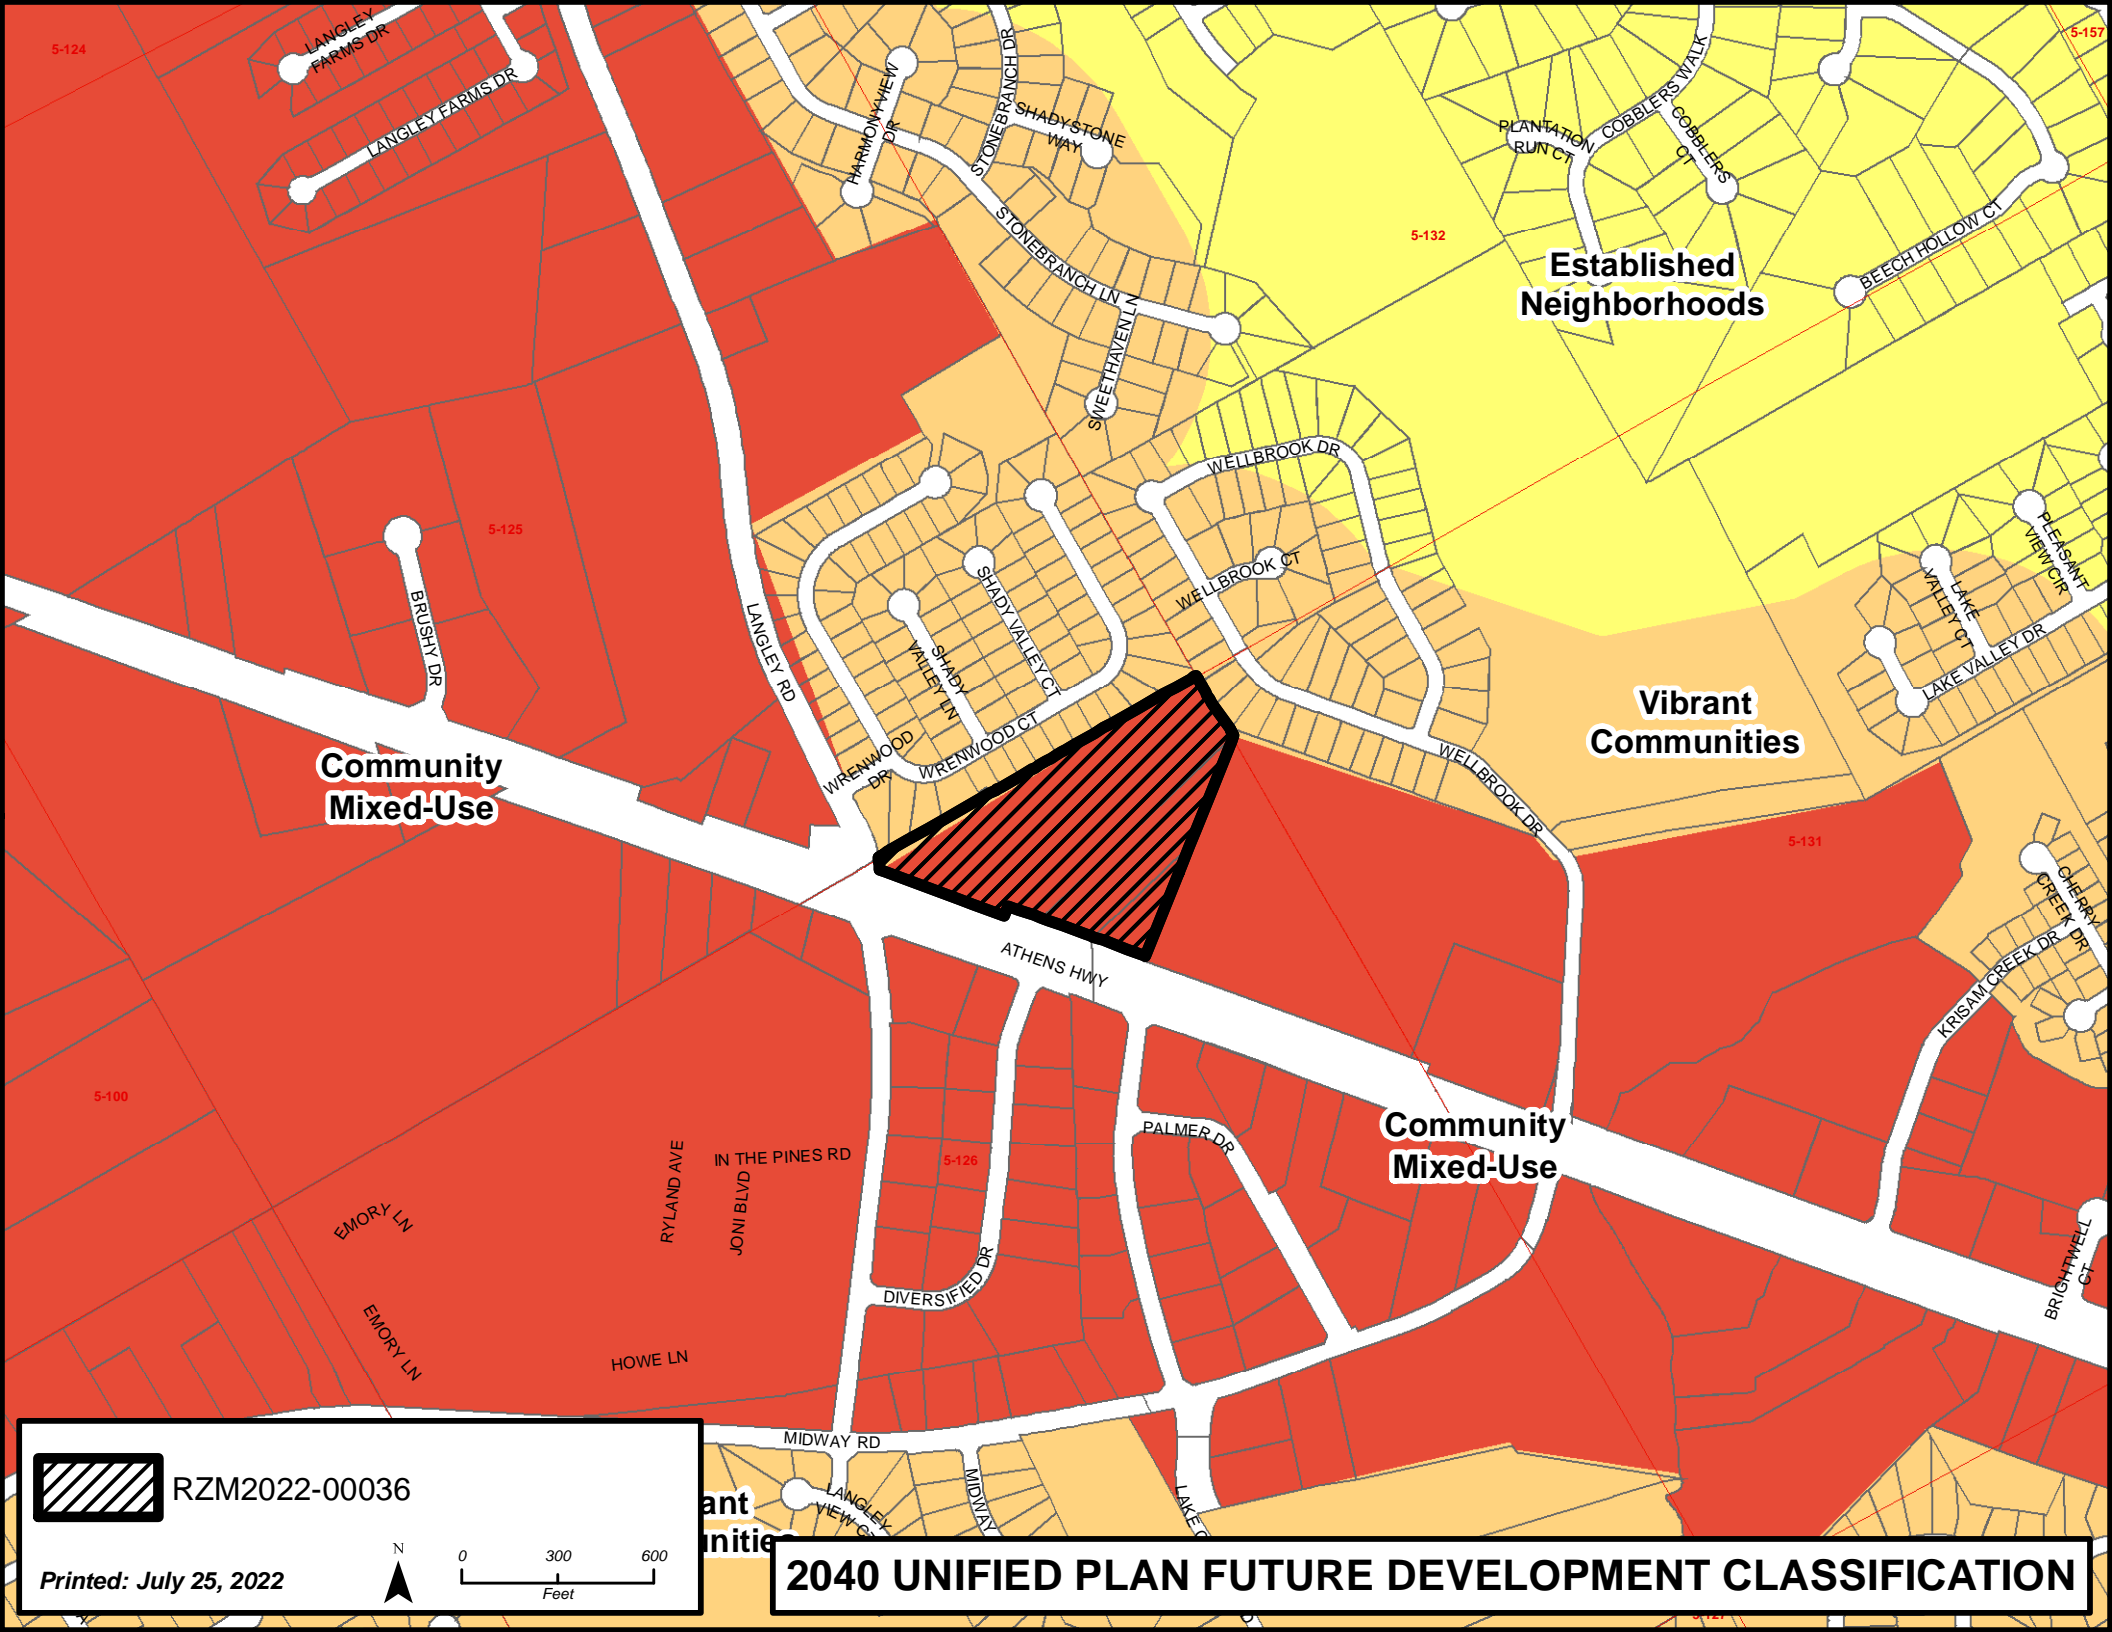 5-124
LANGLEY
FARMS DR
LANGLEY FARMS DR
HARMONYVIEW
DR
STONEBRANCH DR
SHADYSTONE
WAY
STONEBRANCH LN
SWEETHAVEN LN
5-132
PLANTATION
RUN CT
COBBLERS WALK
COBBLERS
CT
5-157
BEECH HOLLOW CT
Established
Neighborhoods
WELLBROOK DR
WELLBROOK CT
5-125
BRUSHY DR
LANGLEY RD
SHADY VALLEY CT
SHADY
VALLEY LN
WRENWOOD
DR
WRENWOOD CT
PLEASANT
VIEW CIR
LAKE
VALLEY CT
LAKE VALLEY DR
Vibrant
Communities
WELLBROOK DR
Community
Mixed-Use
5-131
CHERRY
CREEK DR
KRISAM CREEK DR
ATHENS HWY
5-100
Community
Mixed-Use
PALMER DR
IN THE PINES RD
RYLAND AVE
JONI BLVD
5-126
EMORY LN
EMORY LN
HOWE LN
DIVERSIFIED DR
BRIGHTWELL
CT
MIDWAY RD
LANGLEY
VIEW C
MIDWAY
LAKE
ant
unitie
RZM2022-00036
N
0 300 600
Feet
Printed: July 25, 2022
2040 UNIFIED PLAN FUTURE DEVELOPMENT CLASSIFICATION